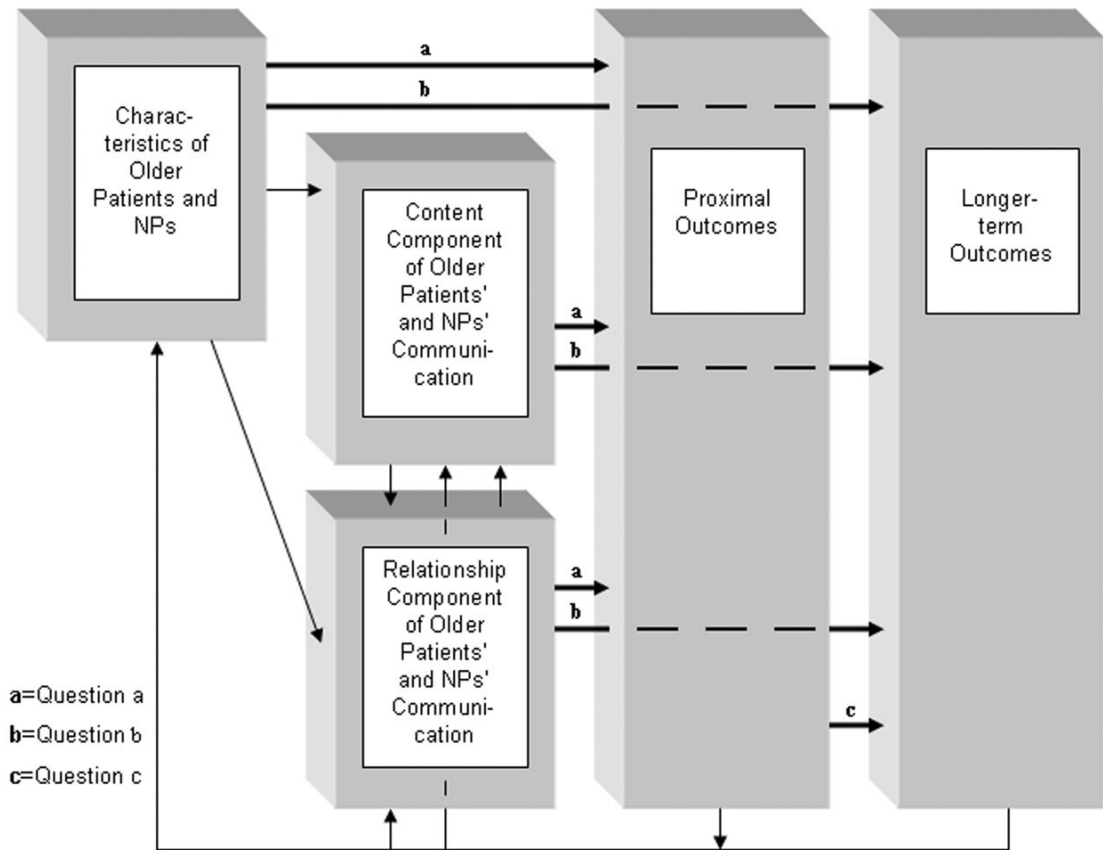 a
b
Charac-
teristics of
Older
Patients and
NPs
Content
Component
of Older
Patients'
and NPs'
Communi-
cation
a
b
Proximal
Outcomes
Longer-
term
Outcomes
Relationship
Component
of Older
Patients'
and NPs'
Communi-
cation
a
b
c
a=Question a
b=Question b
c=Question c